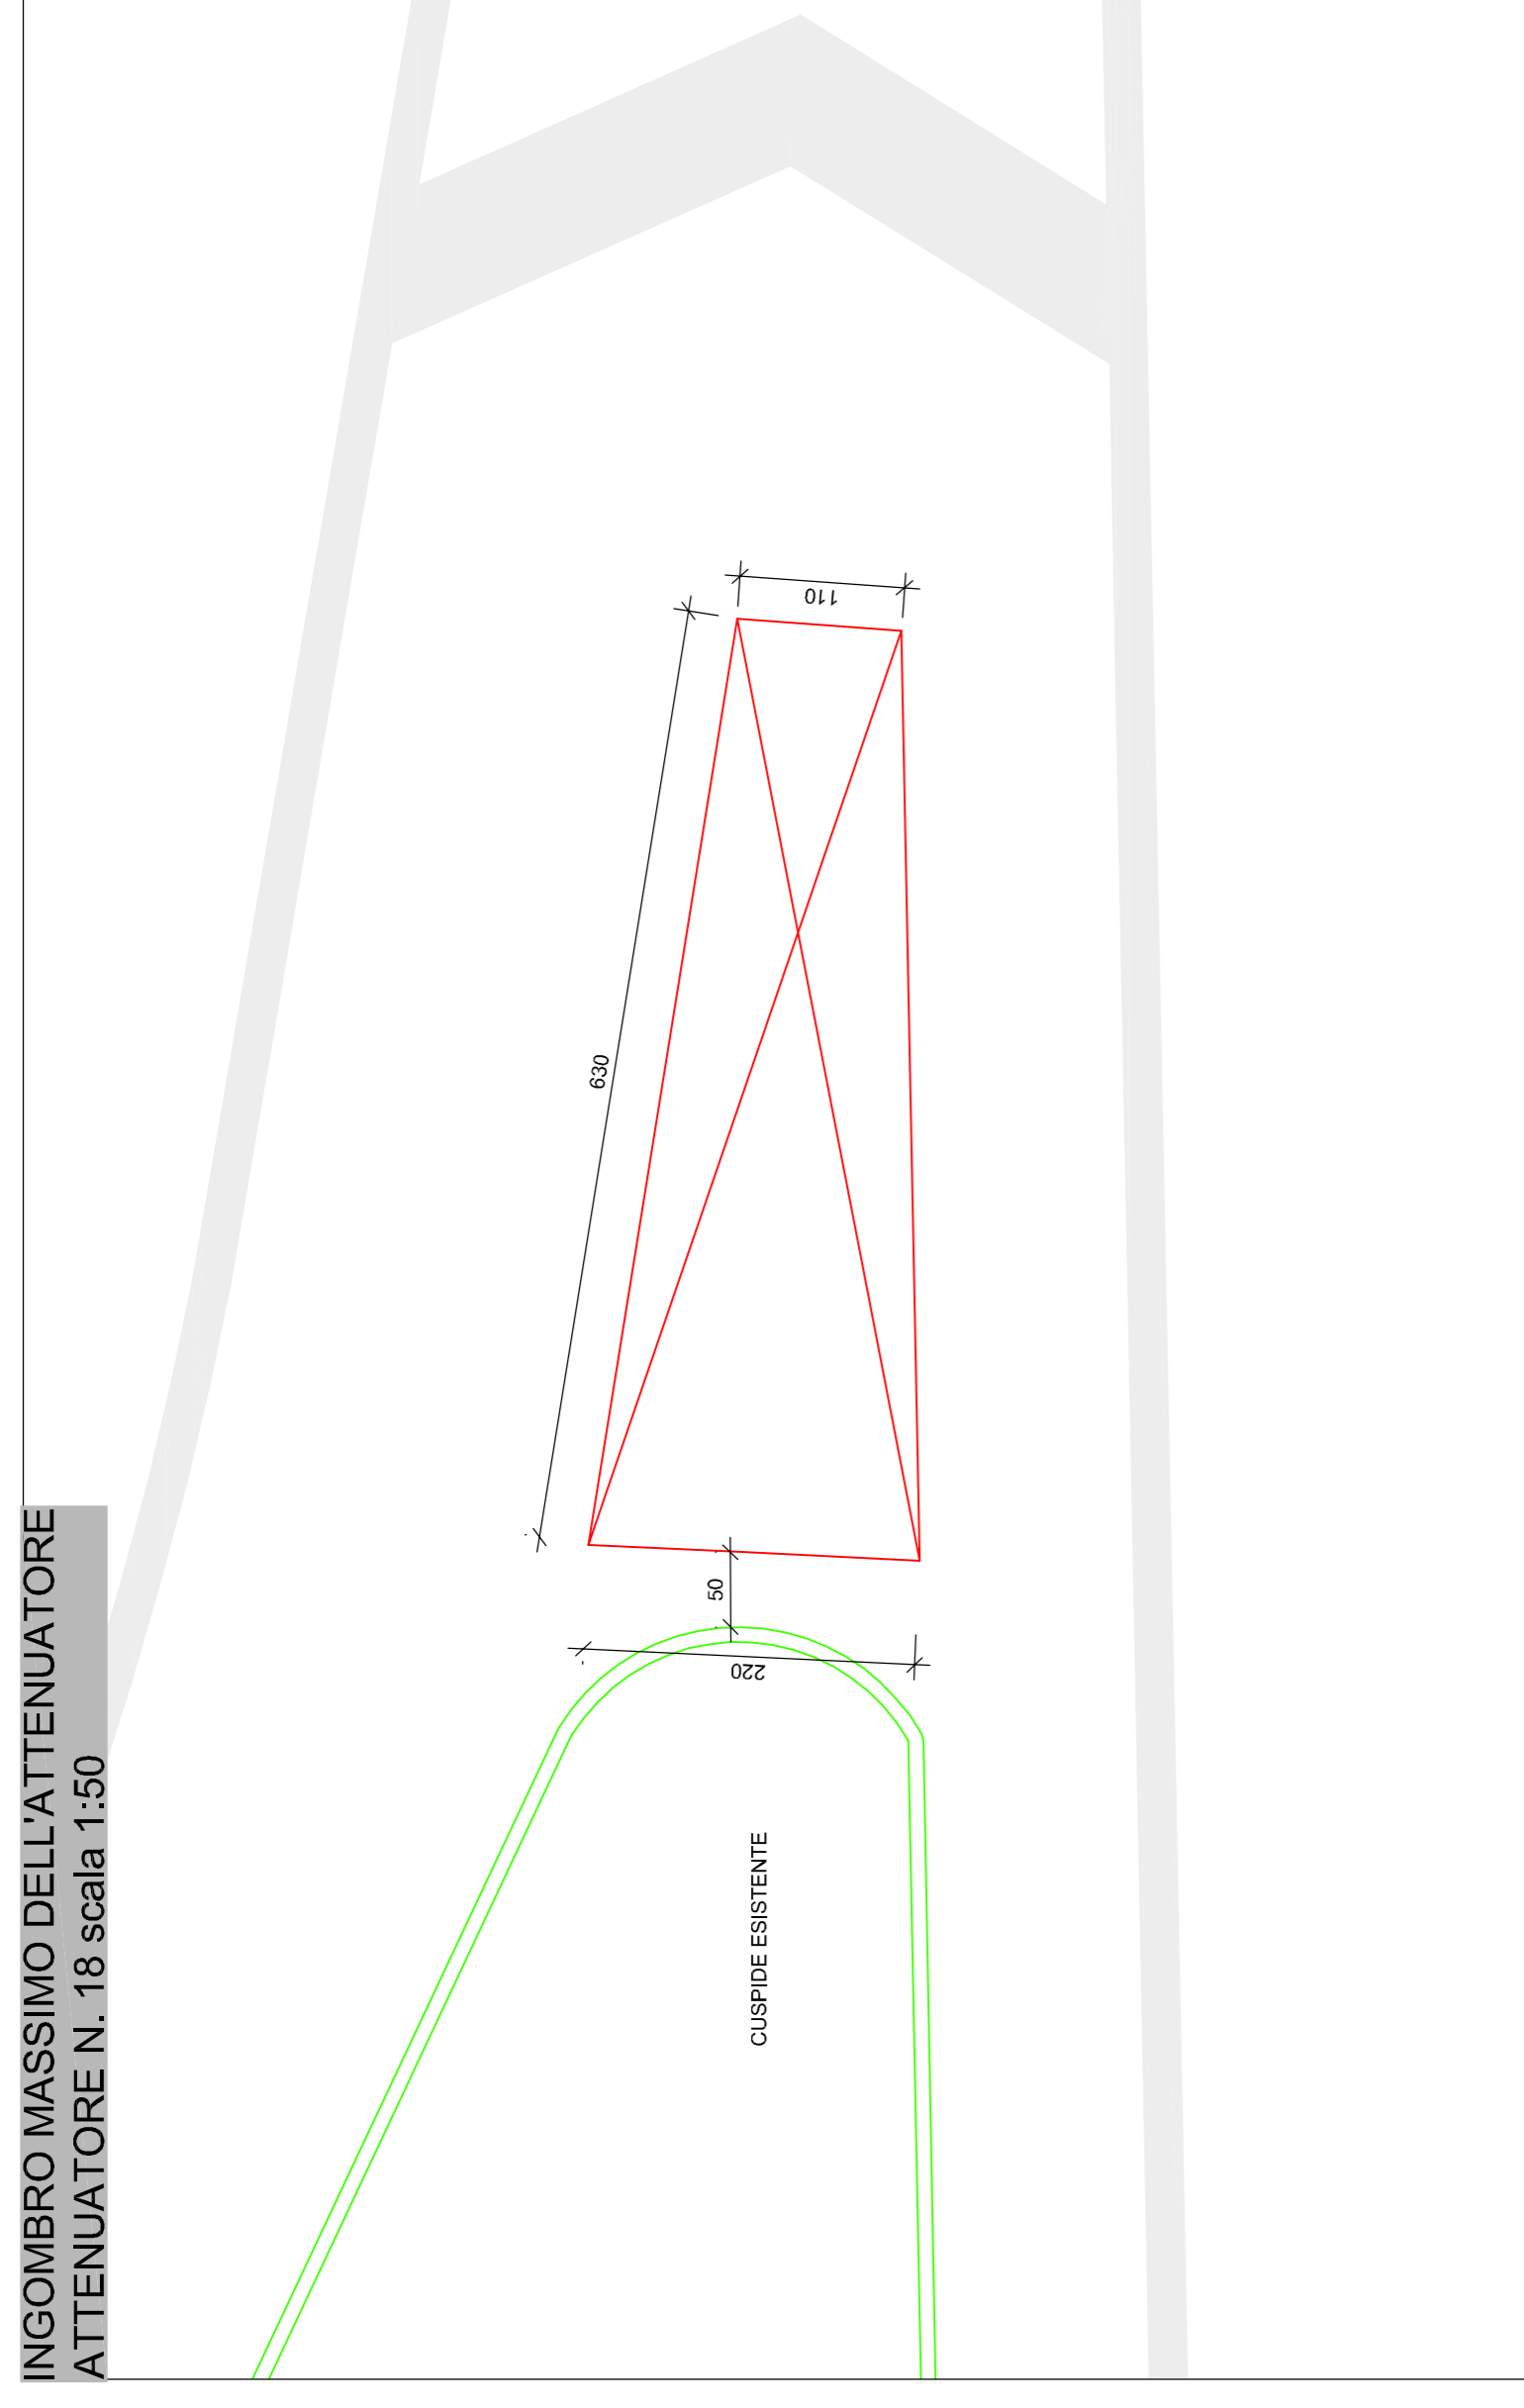 INGOMBRO MASSIMO DELL'ATTENUATORE
ATTENUATORE N. 18 scala 1:50
110
630
50
220
CUSPIDE ESISTENTE